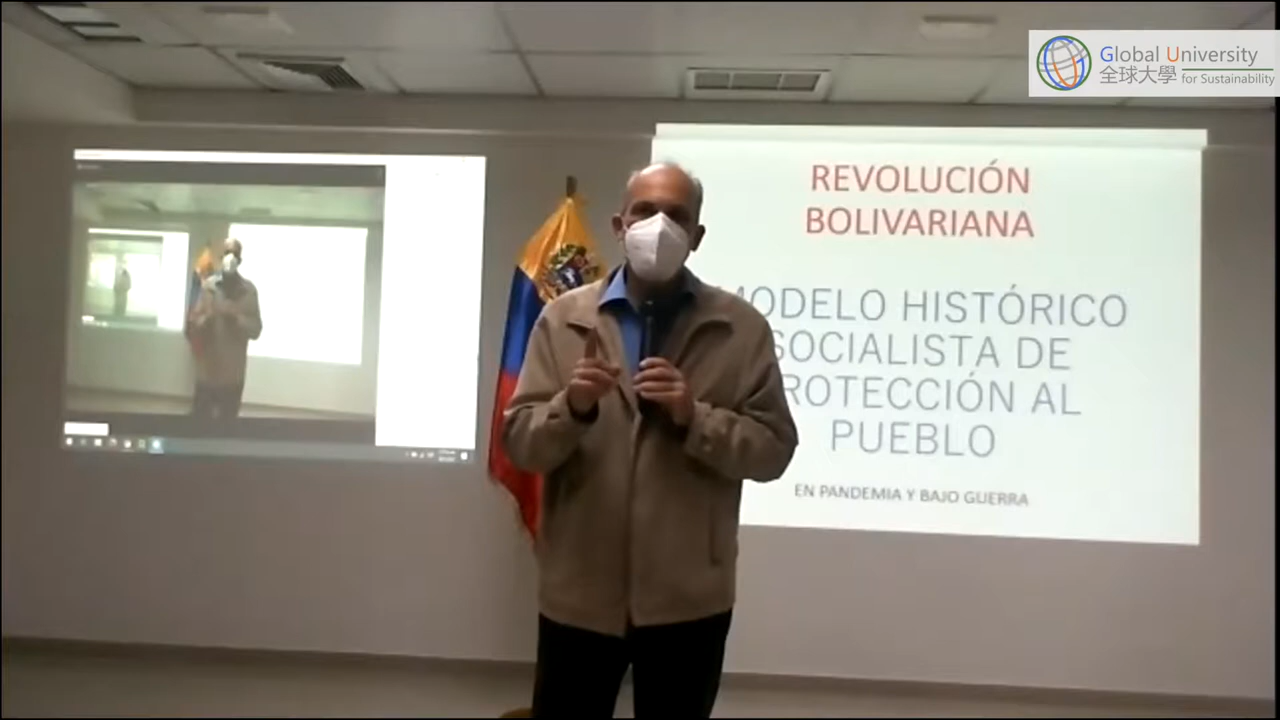 Global University
全球大學 for Sustainability
REVOLUCIÓN
BOLIVARIANA
MODELO HISTÓRICO
SOCIALISTA DE
PROTECCIÓN AL
PUEBLO
EN PANDEMIA Y BAJO GUERRA